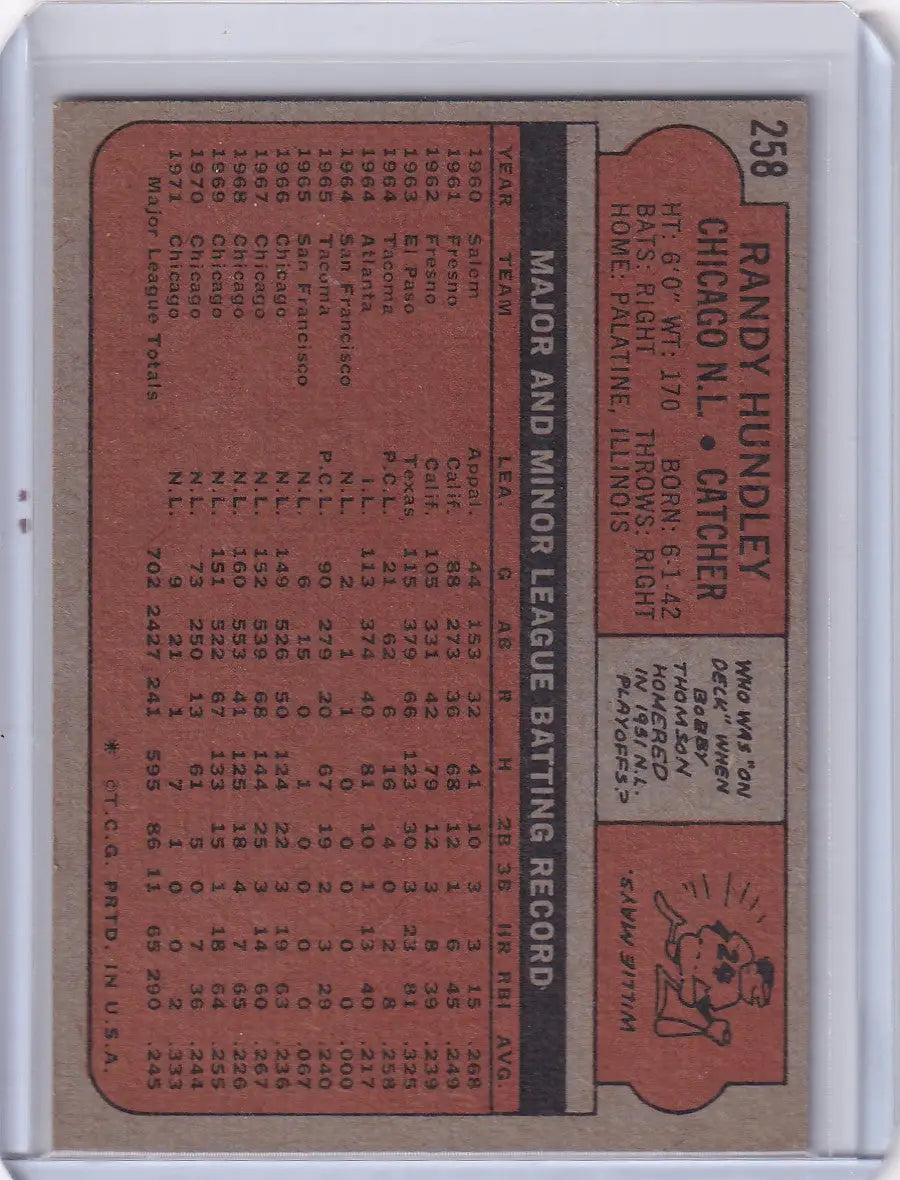 258
RANDY HUNDLEY
CHICAGO N.L. • CATCHER
HT: 6'0" WT: 170 BORN: 6-1-42
BATS: RIGHT THROWS: RIGHT
HOME: PALATINE, ILLINOIS
WHO WAS "ON
DECK" WHEN
BOBBY
THOMSON
HOMERED
IN 1951 N.L.
PLAYOFFS?
24
WILLIE MAYS.
MAJOR AND MINOR LEAGUE BATTING RECORD
YEAR TEAM LEA. G AB R H 2B 3B HR RBI AVG.
1960 Salem Appal. 44 153 32 41 10 3 3 15 .268
1961 Fresno Calif. 88 273 36 68 12 1 6 45 .249
1962 Fresno Calif. 105 331 42 79 12 3 8 39 .239
1963 El Paso Texas 115 379 66 123 30 3 23 81 .325
1964 Tacoma P.C.L. 21 62 6 16 4 0 2 8 .258
1964 Atlanta I.L. 113 374 40 81 10 1 13 40 .217
1964 San Francisco N.L. 2 1 1 0 0 0 0 0 .000
1965 Tacoma P.C.L. 90 279 20 67 19 2 3 29 .240
1965 San Francisco N.L. 6 15 0 1 0 0 0 0 .067
1966 Chicago N.L. 149 526 50 124 22 3 19 63 .236
1967 Chicago N.L. 152 539 68 144 25 3 14 60 .267
1968 Chicago N.L. 160 553 41 125 18 4 7 65 .226
1969 Chicago N.L. 151 522 67 133 15 1 18 64 .255
1970 Chicago N.L. 73 250 13 61 5 0 7 36 .244
1971 Chicago N.L. 9 21 1 7 1 0 0 2 .333
Major League Totals 702 2427 241 595 86 11 65 290 .245
* ©T.C.G. PRTD. IN U.S.A.